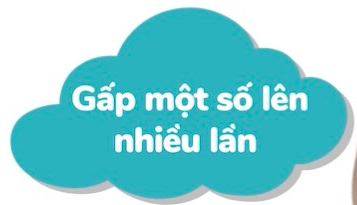 Gấp một số lên
nhiều lần